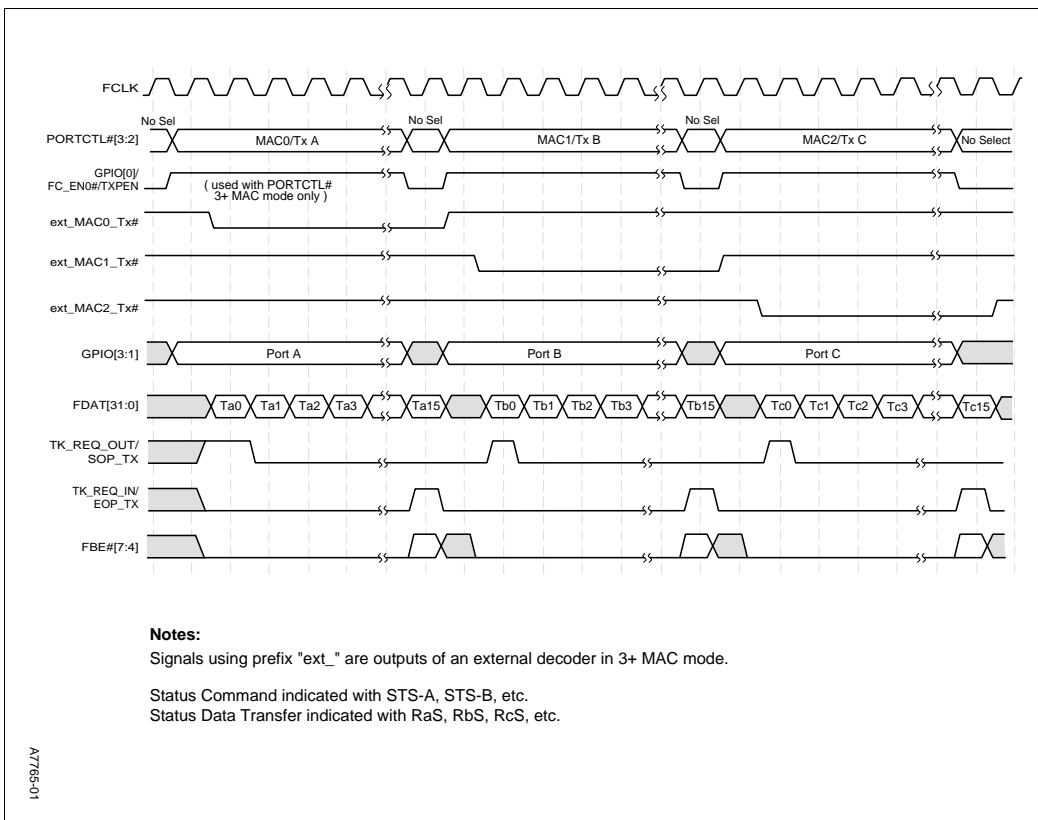 FCLK
No Sel No Sel No Sel
PORTCTL#[3:2] MAC0/Tx A MAC1/Tx B MAC2/Tx C No Select
GPIO[0]/
FC_EN0#/TXPEN
( used with PORTCTL#
3+ MAC mode only )
ext_MAC0_Tx#
ext_MAC1_Tx#
ext_MAC2_Tx#
GPIO[3:1] Port A Port B Port C
FDAT[31:0] Ta0 Ta1 Ta2 Ta3 Ta15 Tb0 Tb1 Tb2 Tb3 Tb15 Tc0 Tc1 Tc2 Tc3 Tc15
TK_REQ_OUT/
SOP_TX
TK_REQ_IN/
EOP_TX
FBE#[7:4]
Notes:
Signals using prefix "ext_" are outputs of an external decoder in 3+ MAC mode.
Status Command indicated with STS-A, STS-B, etc.
Status Data Transfer indicated with RaS, RbS, RcS, etc.
A7765-01